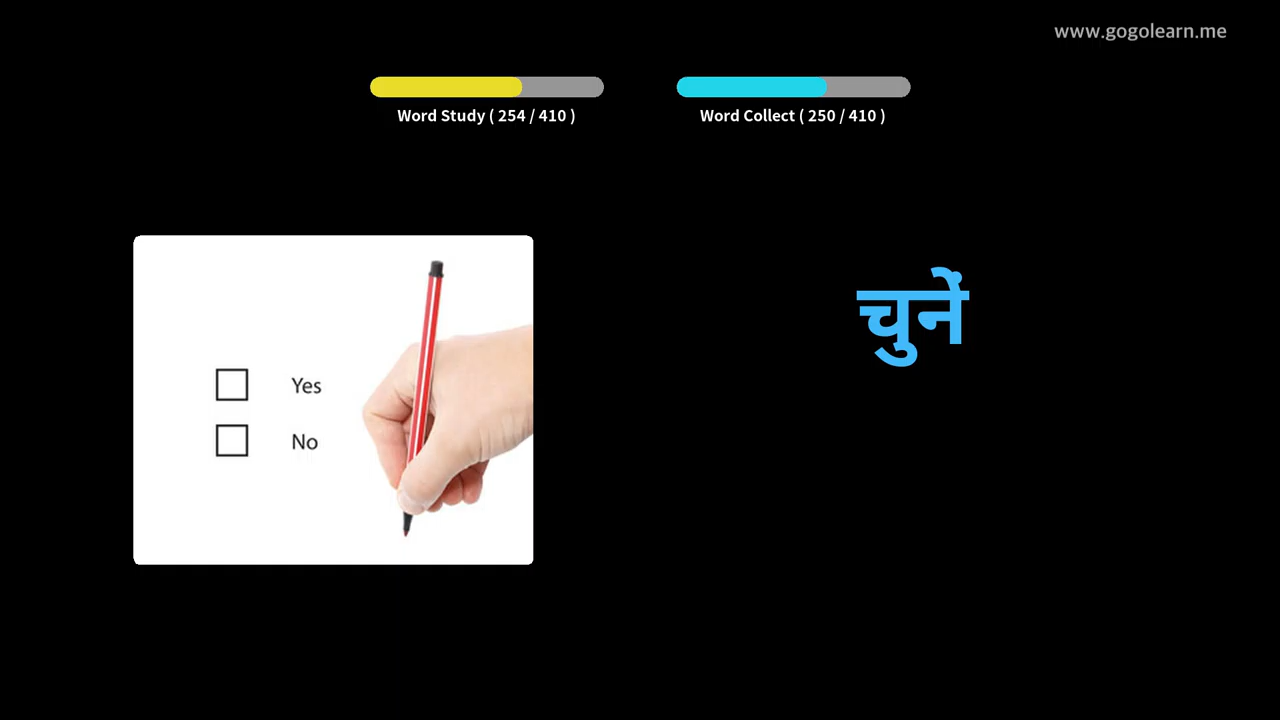 www.gogolearn.me
Word Study ( 254 / 410 )
Word Collect ( 250 / 410 )
चुनें
Yes
No